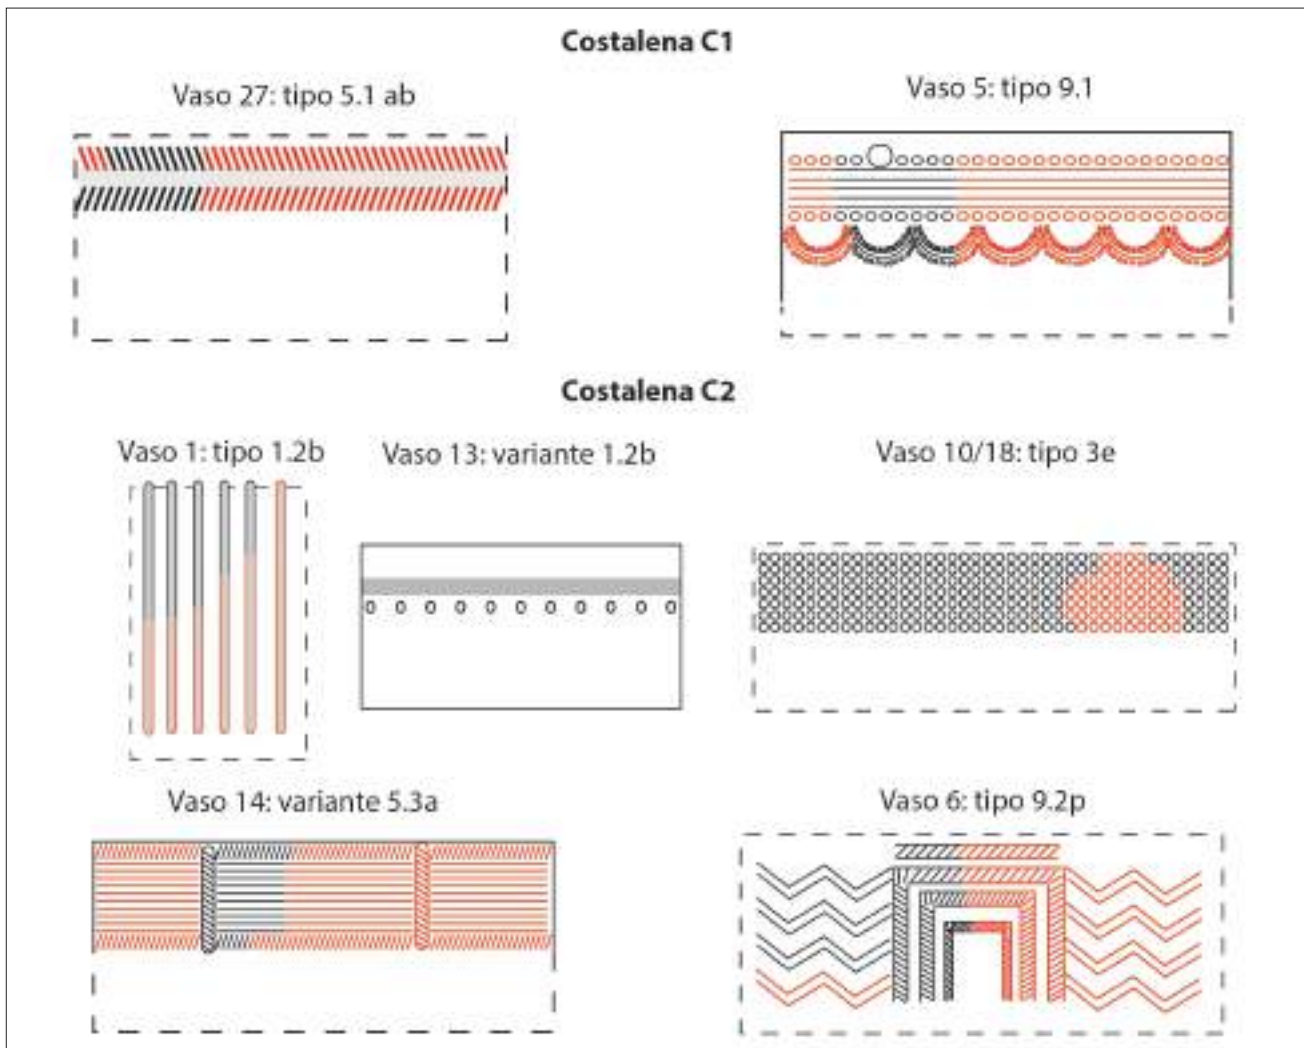 Costalena C1
Vaso 27: tipo 5.1 ab
Vaso 5: tipo 9.1
Costalena C2
Vaso 1: tipo 1.2b
Vaso 13: variante 1.2b
Vaso 10/18: tipo 3e
Vaso 14: variante 5.3a
Vaso 6: tipo 9.2p